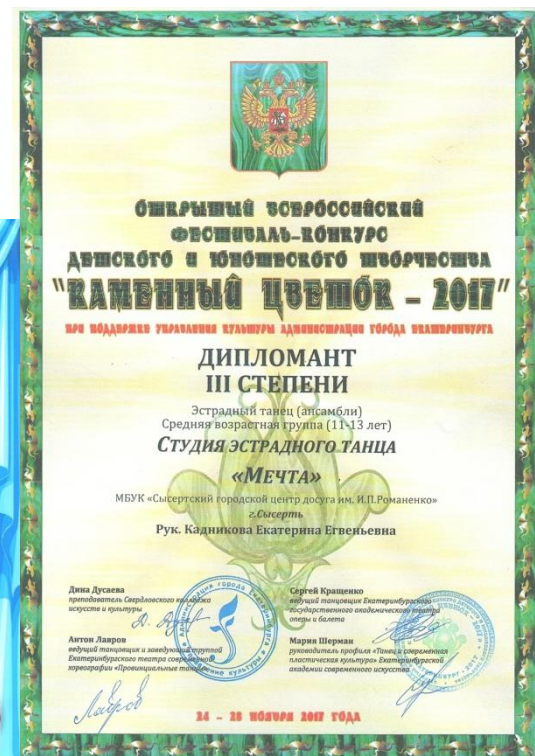 ОТКРЫТЫЙ ВСЕРОССИЙСКИЙ
ФЕСТИВАЛЬ-КОНКУРС
ДЕТСКОГО И ЮНОШЕСКОГО ТВОРЧЕСТВА
"КАМЕННЫЙ ЦВЕТОК – 2017"
ПРИ ПОДДЕРЖКЕ УПРАВЛЕНИЯ КУЛЬТУРЫ АДМИНИСТРАЦИИ ГОРОДА ЕКАТЕРИНБУРГА
ДИПЛОМАНТ
III СТЕПЕНИ
Эстрадный танец (ансамбли)
Средняя возрастная группа (11-13 лет)
СТУДИЯ ЭСТРАДНОГО ТАНЦА
«МЕЧТА»
МБУК «Сысертский городской центр досуга им. И.П.Романенко»
г.Сысерть
Рук. Кадникова Екатерина Егвеньевна
Дина Дусаева
преподаватель Свердловского колледжа
искусств и культуры
Антон Лавров
ведущий танцовщик и заведующий труппой
Екатеринбургского театра современной
хореографии «Провинциальные танцы»
Сергей Кращенко
ведущий танцовщик Екатеринбургского
государственного академического театра
оперы и балета
Мария Шерман
руководитель профиля «Танец и современная
пластическая культура» Екатеринбургской
академии современного искусства
24 – 28 НОЯБРЯ 2017 ГОДА